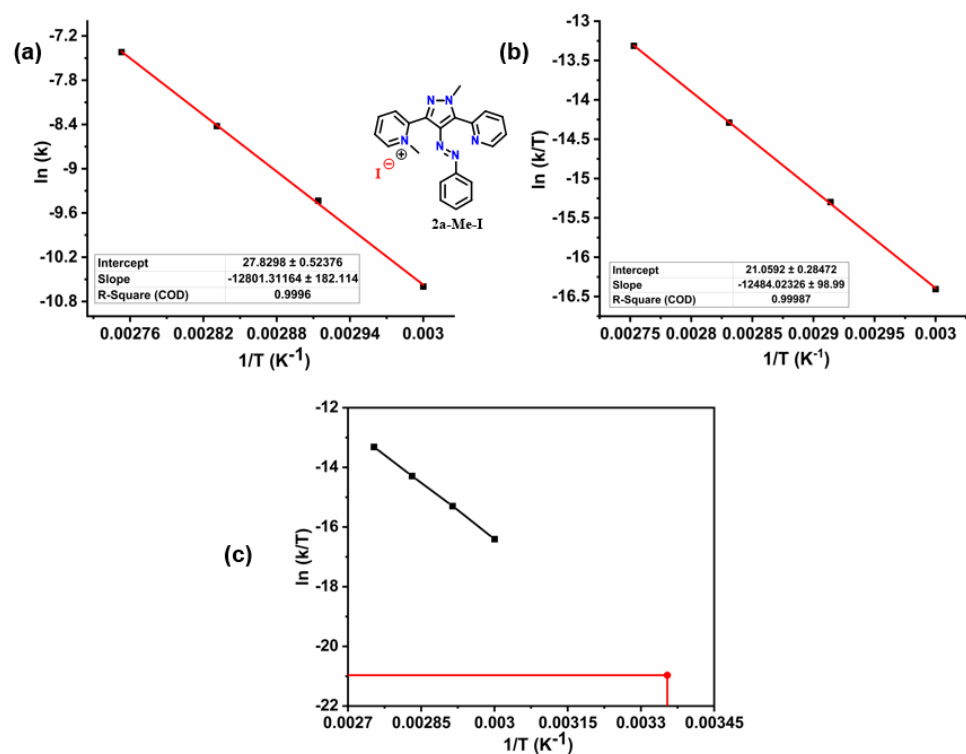 (a)
ln (k)
-7.2
-7.8
-8.4
-9
-9.6
-10.2
-10.8
Intercept 27.8298 ± 0.52376
Slope -12801.31164 ± 182.114
R-Square (COD) 0.9996
0.00276 0.00282 0.00288 0.00294 0.003
1/T (K⁻¹)
N N
N
N
+
I⊖
N
N
2a-Me-I
(b)
ln (k/T)
-13
-13.5
-14
-14.5
-15
-15.5
-16
-16.5
Intercept 21.0592 ± 0.28472
Slope -12484.02326 ± 98.99
R-Square (COD) 0.99987
0.00275 0.0028 0.00285 0.0029 0.00295 0.003
1/T (K⁻¹)
(c)
ln (k/T)
-12
-14
-16
-18
-20
-22
0.0027 0.00285 0.003 0.00315 0.0033 0.00345
1/T (K⁻¹)